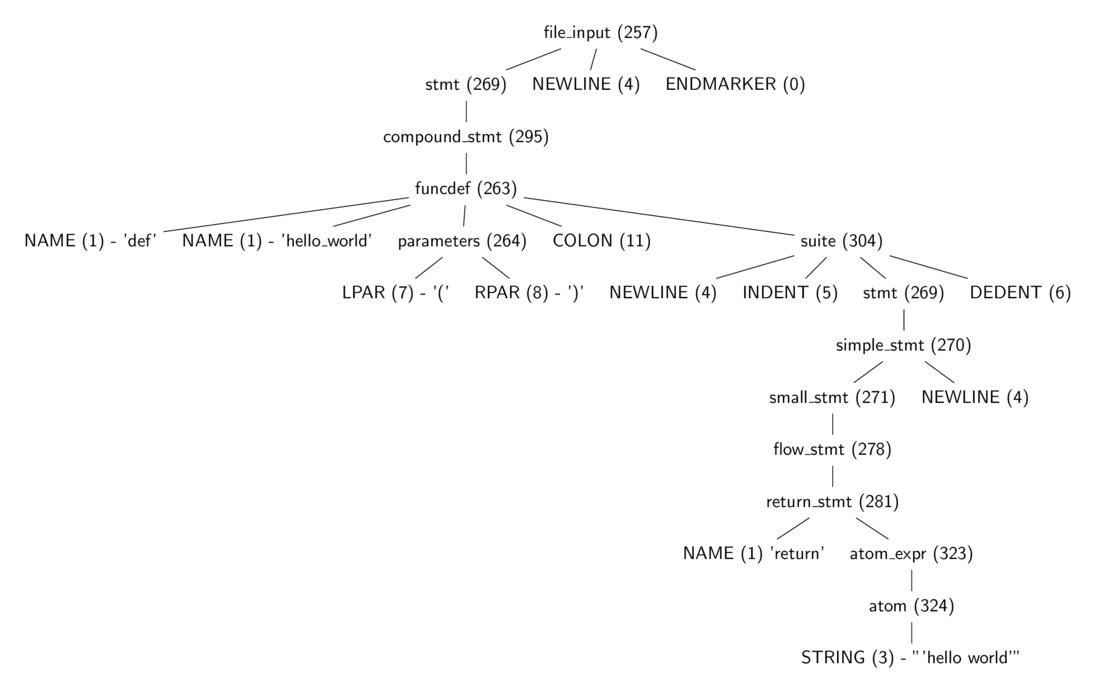 file_input (257)
stmt (269) NEWLINE (4) ENDMARKER (0)
compound_stmt (295)
funcdef (263)
NAME (1) - 'def' NAME (1) - 'hello_world' parameters (264) COLON (11) suite (304)
LPAR (7) - '(' RPAR (8) - ')' NEWLINE (4) INDENT (5) stmt (269) DEDENT (6)
simple_stmt (270)
small_stmt (271) NEWLINE (4)
flow_stmt (278)
return_stmt (281)
NAME (1) 'return' atom_expr (323)
atom (324)
STRING (3) - "'hello world'"